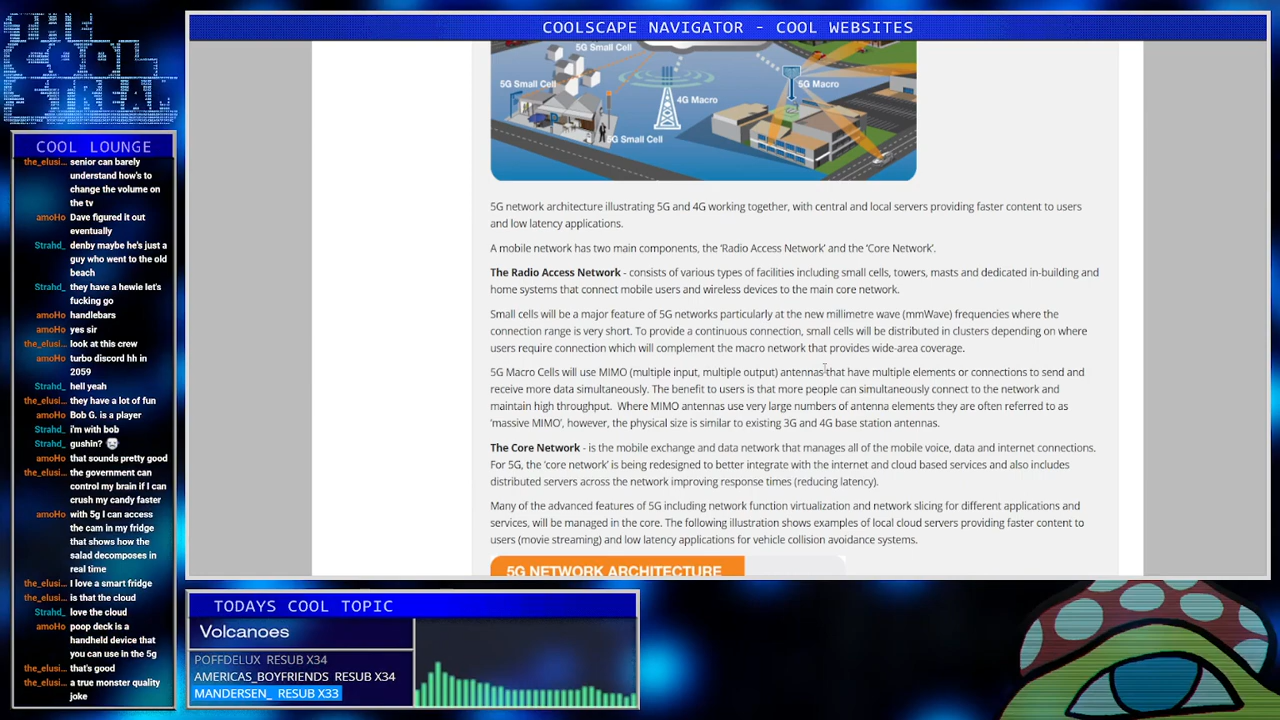 COOLSCAPE NAVIGATOR - COOL WEBSITES
COOL LOUNGE
the_elusi... senior can barely
understand how's to
change the volume on
the tv
amoHo Dave figured it out
eventually
Strahd_ denby maybe he's just a
guy who went to the old
beach
Strahd_ they have a hewie let's
fucking go
amoHo handlebars
amoHo yes sir
the_elusi... look at this crew
amoHo turbo discord hh in
2059
Strahd_ hell yeah
the_elusi... they have a lot of fun
amoHo Bob G. is a player
Strahd_ i'm with bob
Strahd_ gushin?
amoHo that sounds pretty good
the_elusi... the government can
control my brain if I can
crush my candy faster
amoHo with 5g I can access
the cam in my fridge
that shows how the
salad decomposes in
real time
the_elusi... I love a smart fridge
the_elusi... is that the cloud
Strahd_ love the cloud
amoHo poop deck is a
handheld device that
you can use in the 5g
the_elusi... that's good
the_elusi... a true monster quality
joke
5G Small Cell
5G Small Cell
4G Macro
5G Macro
5G Small Cell
5G network architecture illustrating 5G and 4G working together, with central and local servers providing faster content to users
and low latency applications.
A mobile network has two main components, the 'Radio Access Network' and the 'Core Network'.
The Radio Access Network - consists of various types of facilities including small cells, towers, masts and dedicated in-building and
home systems that connect mobile users and wireless devices to the main core network.
Small cells will be a major feature of 5G networks particularly at the new millimetre wave (mmWave) frequencies where the
connection range is very short. To provide a continuous connection, small cells will be distributed in clusters depending on where
users require connection which will complement the macro network that provides wide-area coverage.
5G Macro Cells will use MIMO (multiple input, multiple output) antennas that have multiple elements or connections to send and
receive more data simultaneously. The benefit to users is that more people can simultaneously connect to the network and
maintain high throughput.  Where MIMO antennas use very large numbers of antenna elements they are often referred to as
'massive MIMO', however, the physical size is similar to existing 3G and 4G base station antennas.
The Core Network - is the mobile exchange and data network that manages all of the mobile voice, data and internet connections.
For 5G, the 'core network' is being redesigned to better integrate with the internet and cloud based services and also includes
distributed servers across the network improving response times (reducing latency).
Many of the advanced features of 5G including network function virtualization and network slicing for different applications and
services, will be managed in the core. The following illustration shows examples of local cloud servers providing faster content to
users (movie streaming) and low latency applications for vehicle collision avoidance systems.
5G NETWORK ARCHITECTURE
TODAYS COOL TOPIC
Volcanoes
POFFDELUX RESUB X34
AMERICAS_BOYFRIENDS RESUB X34
MANDERSEN_ RESUB X33